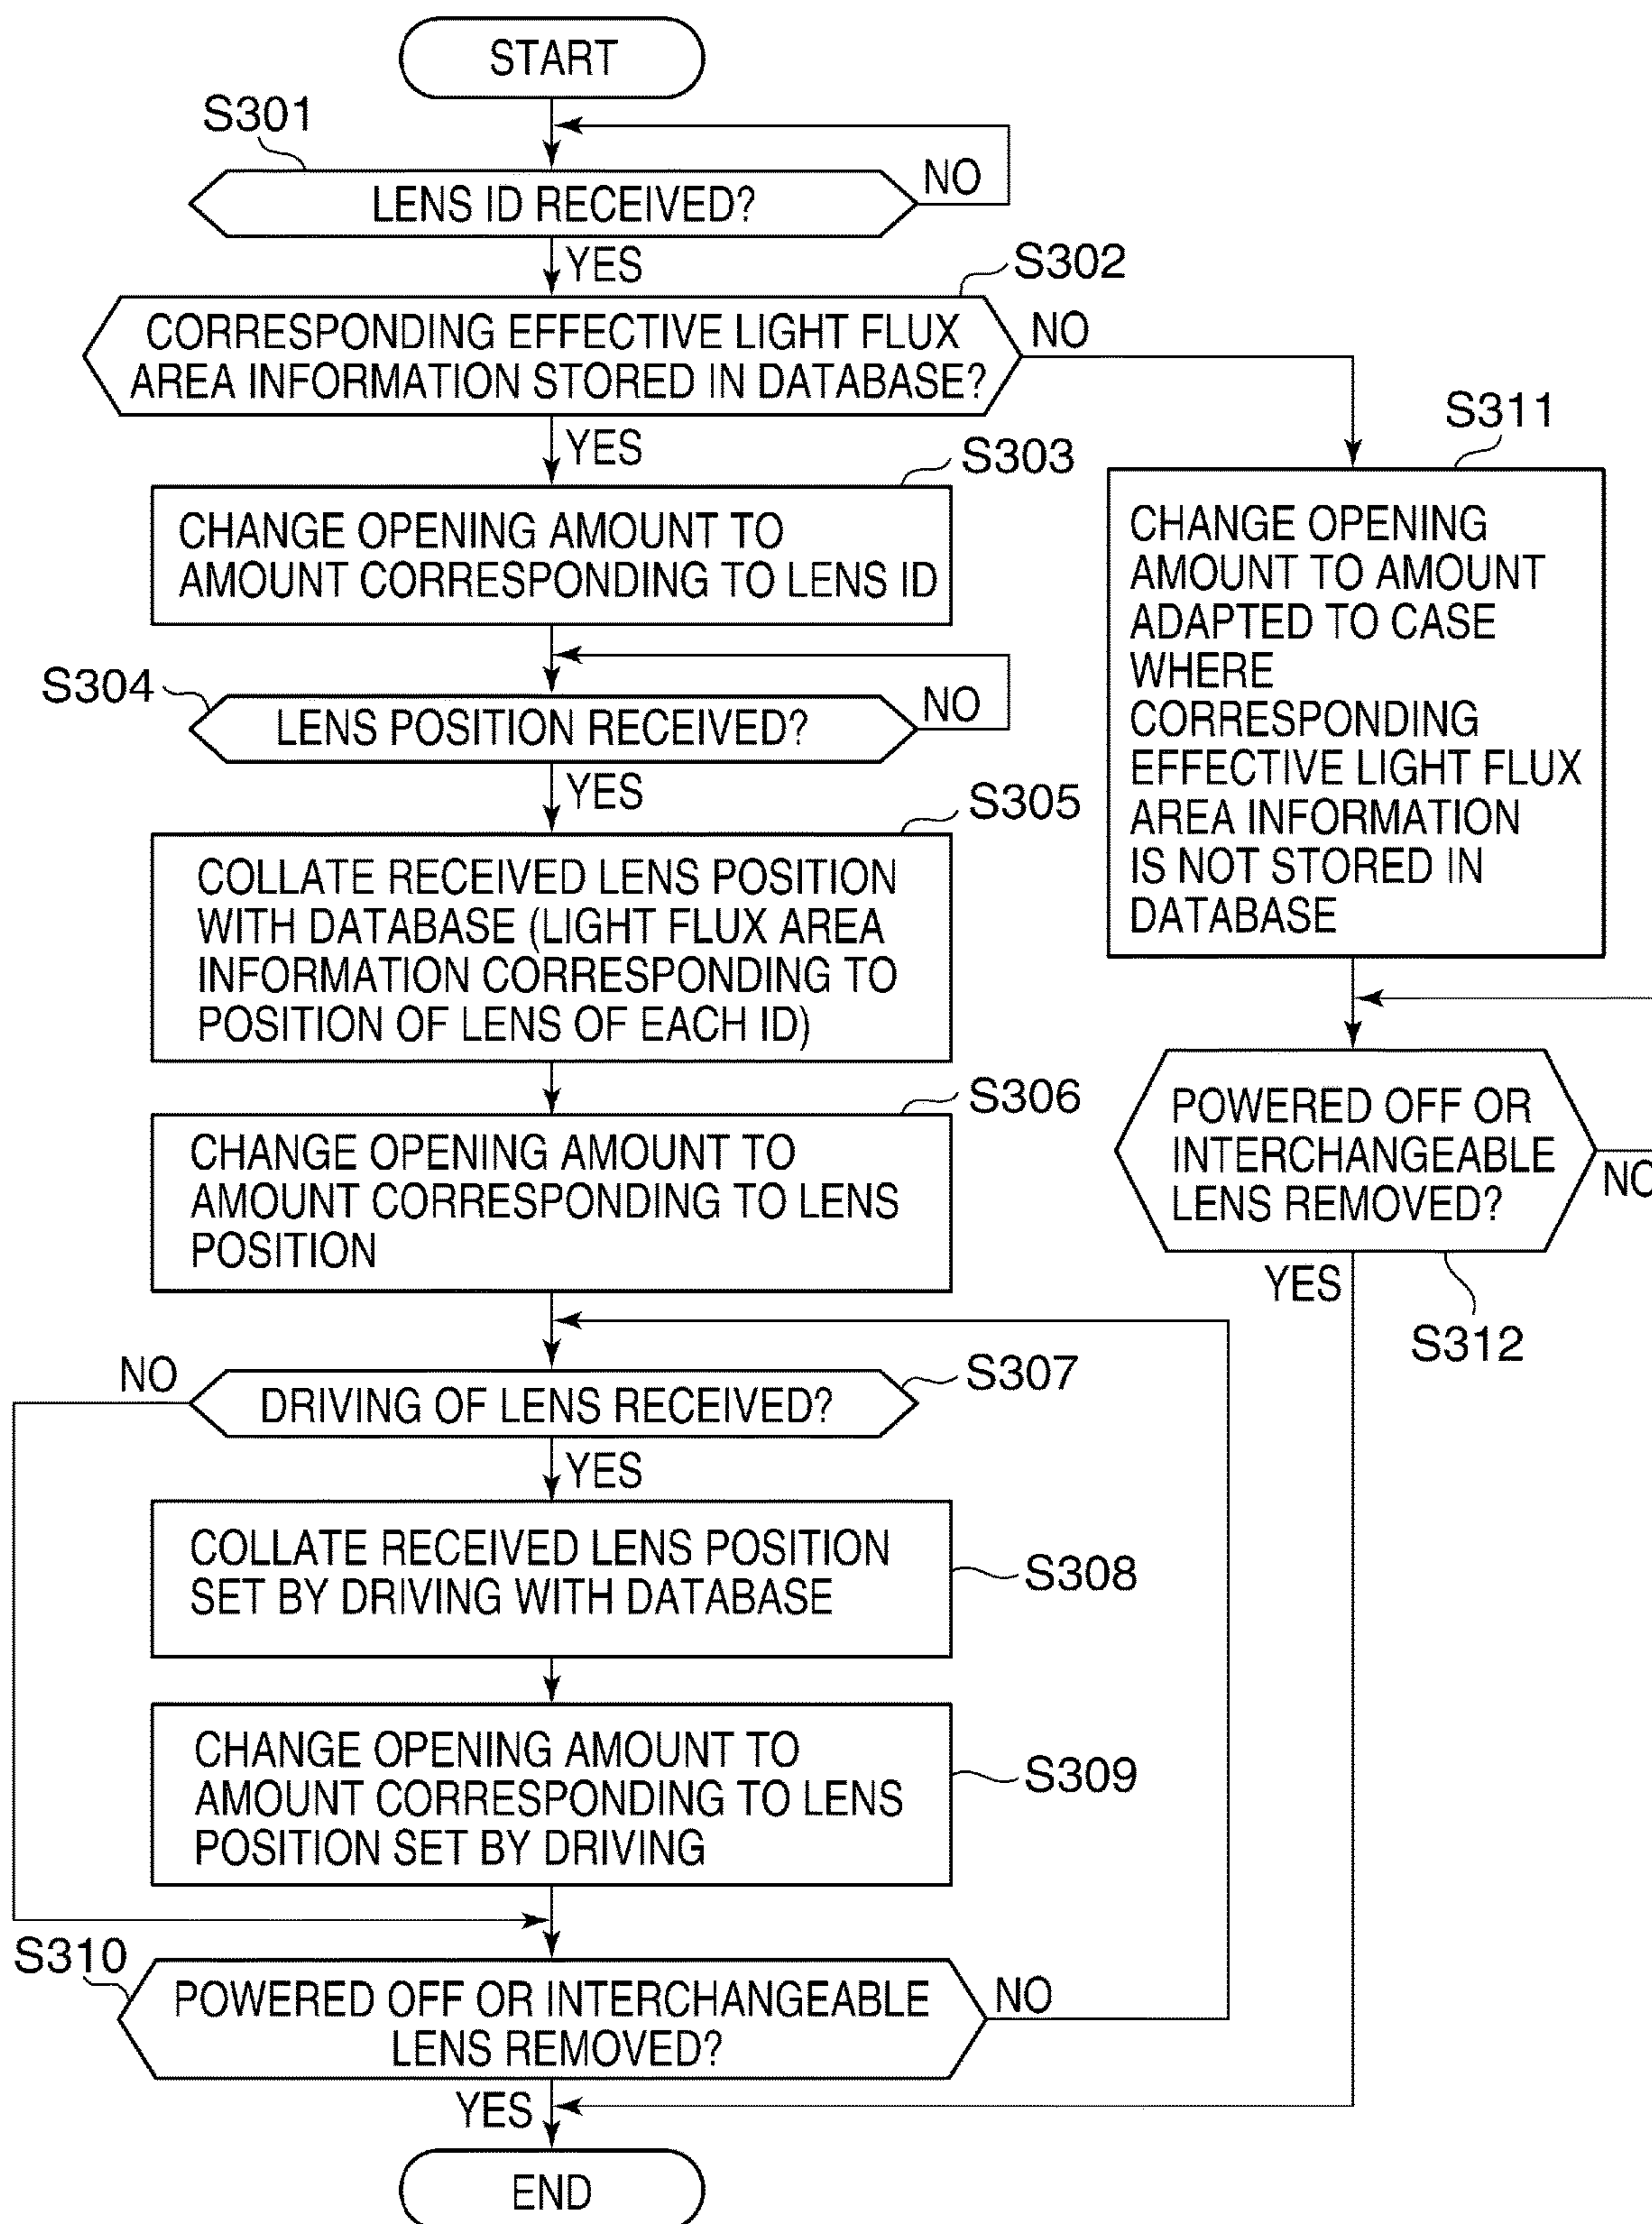 START
S301
LENS ID RECEIVED?
NO
YES
S302
CORRESPONDING EFFECTIVE LIGHT FLUX
AREA INFORMATION STORED IN DATABASE?
NO
YES
S303
CHANGE OPENING AMOUNT TO
AMOUNT CORRESPONDING TO LENS ID
S304
LENS POSITION RECEIVED?
NO
YES
S305
COLLATE RECEIVED LENS POSITION
WITH DATABASE (LIGHT FLUX AREA
INFORMATION CORRESPONDING TO
POSITION OF LENS OF EACH ID)
S306
CHANGE OPENING AMOUNT TO
AMOUNT CORRESPONDING TO LENS
POSITION
S307
NO
DRIVING OF LENS RECEIVED?
YES
COLLATE RECEIVED LENS POSITION
SET BY DRIVING WITH DATABASE
S308
CHANGE OPENING AMOUNT TO
AMOUNT CORRESPONDING TO LENS
POSITION SET BY DRIVING
S309
S310
POWERED OFF OR INTERCHANGEABLE
LENS REMOVED?
NO
YES
END
S311
CHANGE OPENING
AMOUNT TO AMOUNT
ADAPTED TO CASE
WHERE
CORRESPONDING
EFFECTIVE LIGHT FLUX
AREA INFORMATION
IS NOT STORED IN
DATABASE
POWERED OFF OR
INTERCHANGEABLE
LENS REMOVED?
NO
YES
S312